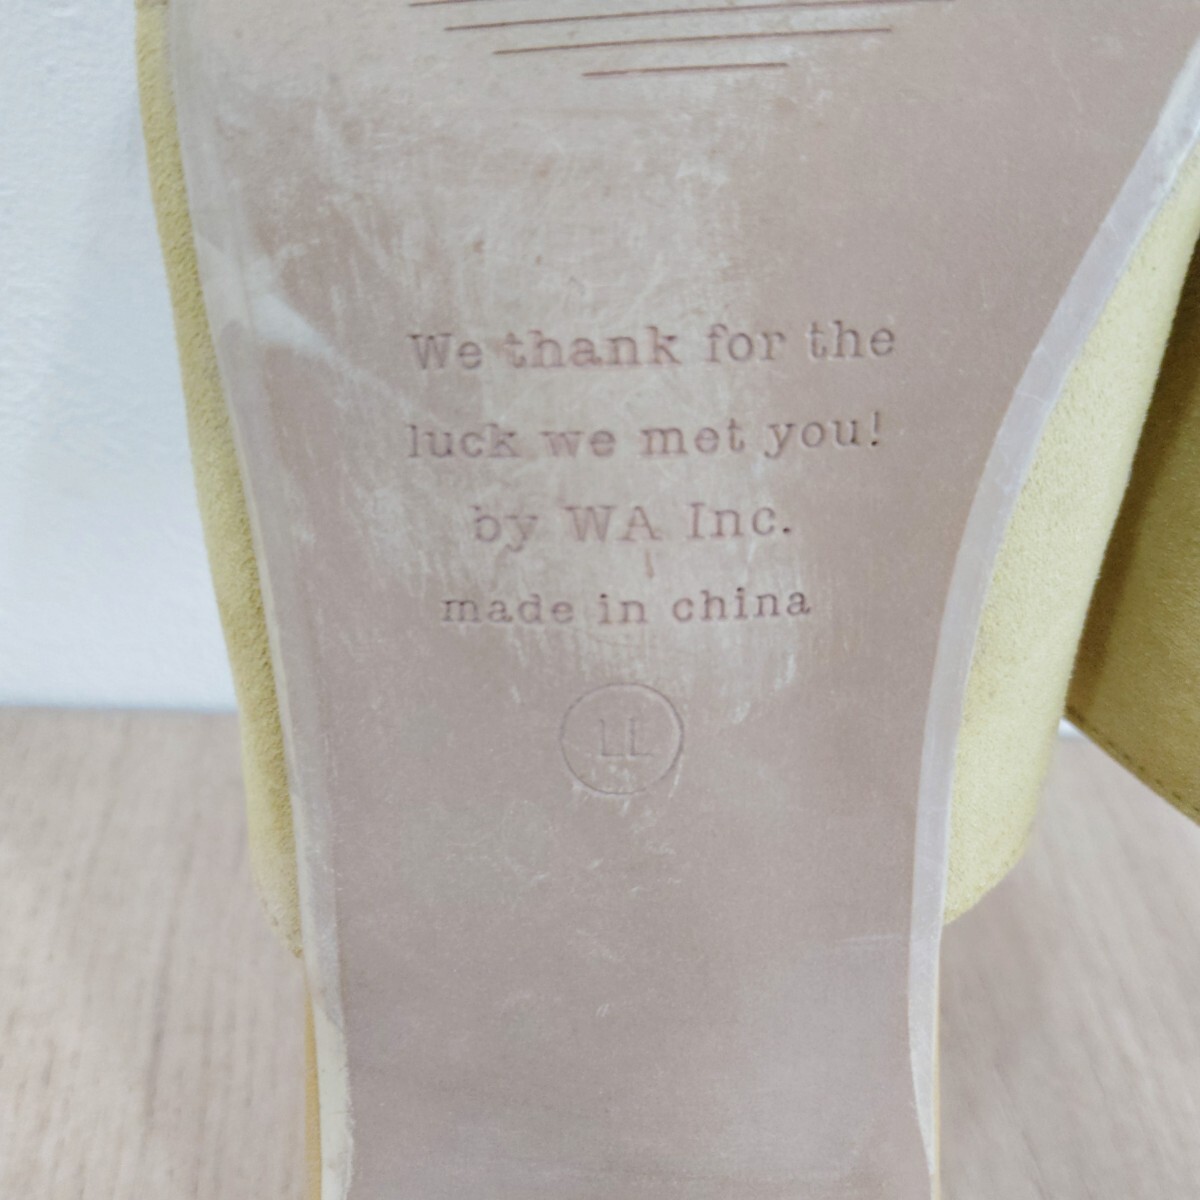 We thank for the
luck we met you!
by WA Inc.
made in china
LL